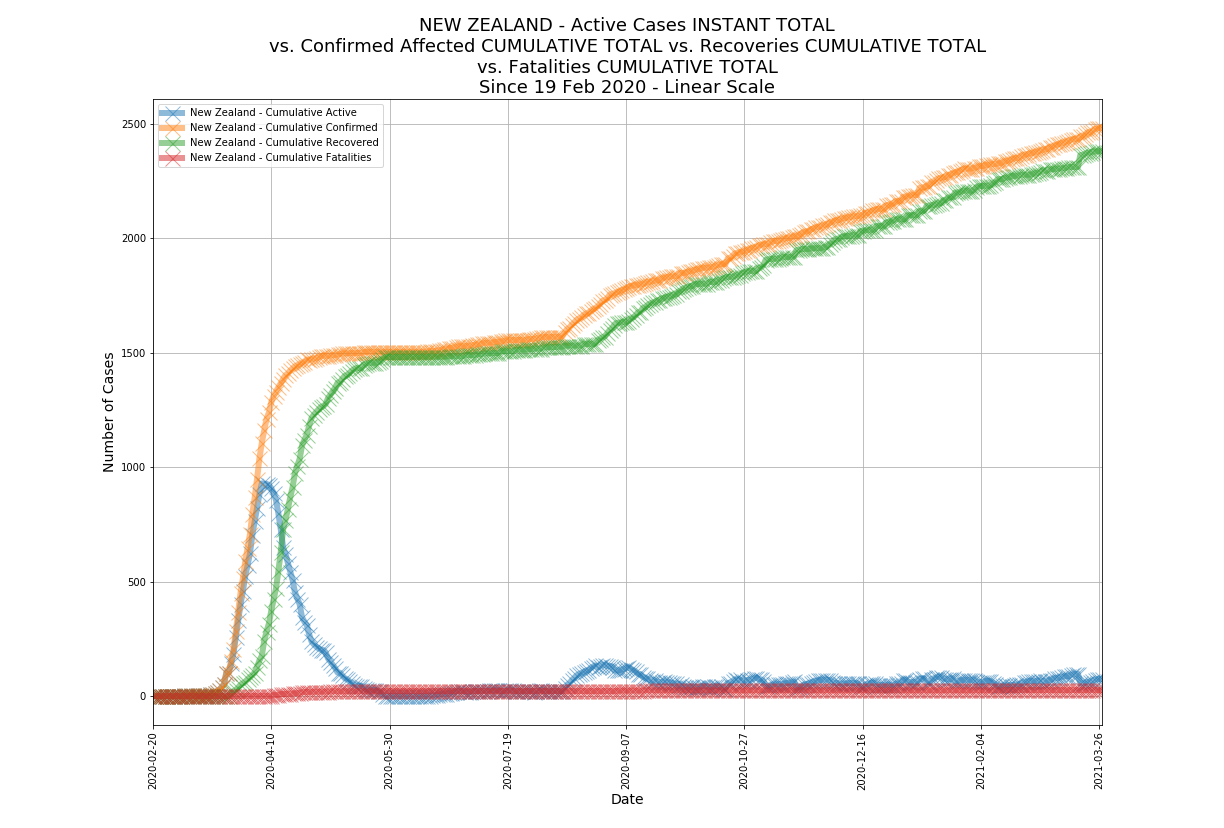 NEW ZEALAND - Active Cases INSTANT TOTAL
vs. Confirmed Affected CUMULATIVE TOTAL vs. Recoveries CUMULATIVE TOTAL
vs. Fatalities CUMULATIVE TOTAL
Since 19 Feb 2020 - Linear Scale
New Zealand - Cumulative Active
New Zealand - Cumulative Confirmed
New Zealand - Cumulative Recovered
New Zealand - Cumulative Fatalities
Number of Cases
2500
2000
1500
1000
500
0
2020-02-20
2020-04-10
2020-05-30
2020-07-19
2020-09-07
2020-10-27
2020-12-16
2021-02-04
2021-03-26
Date